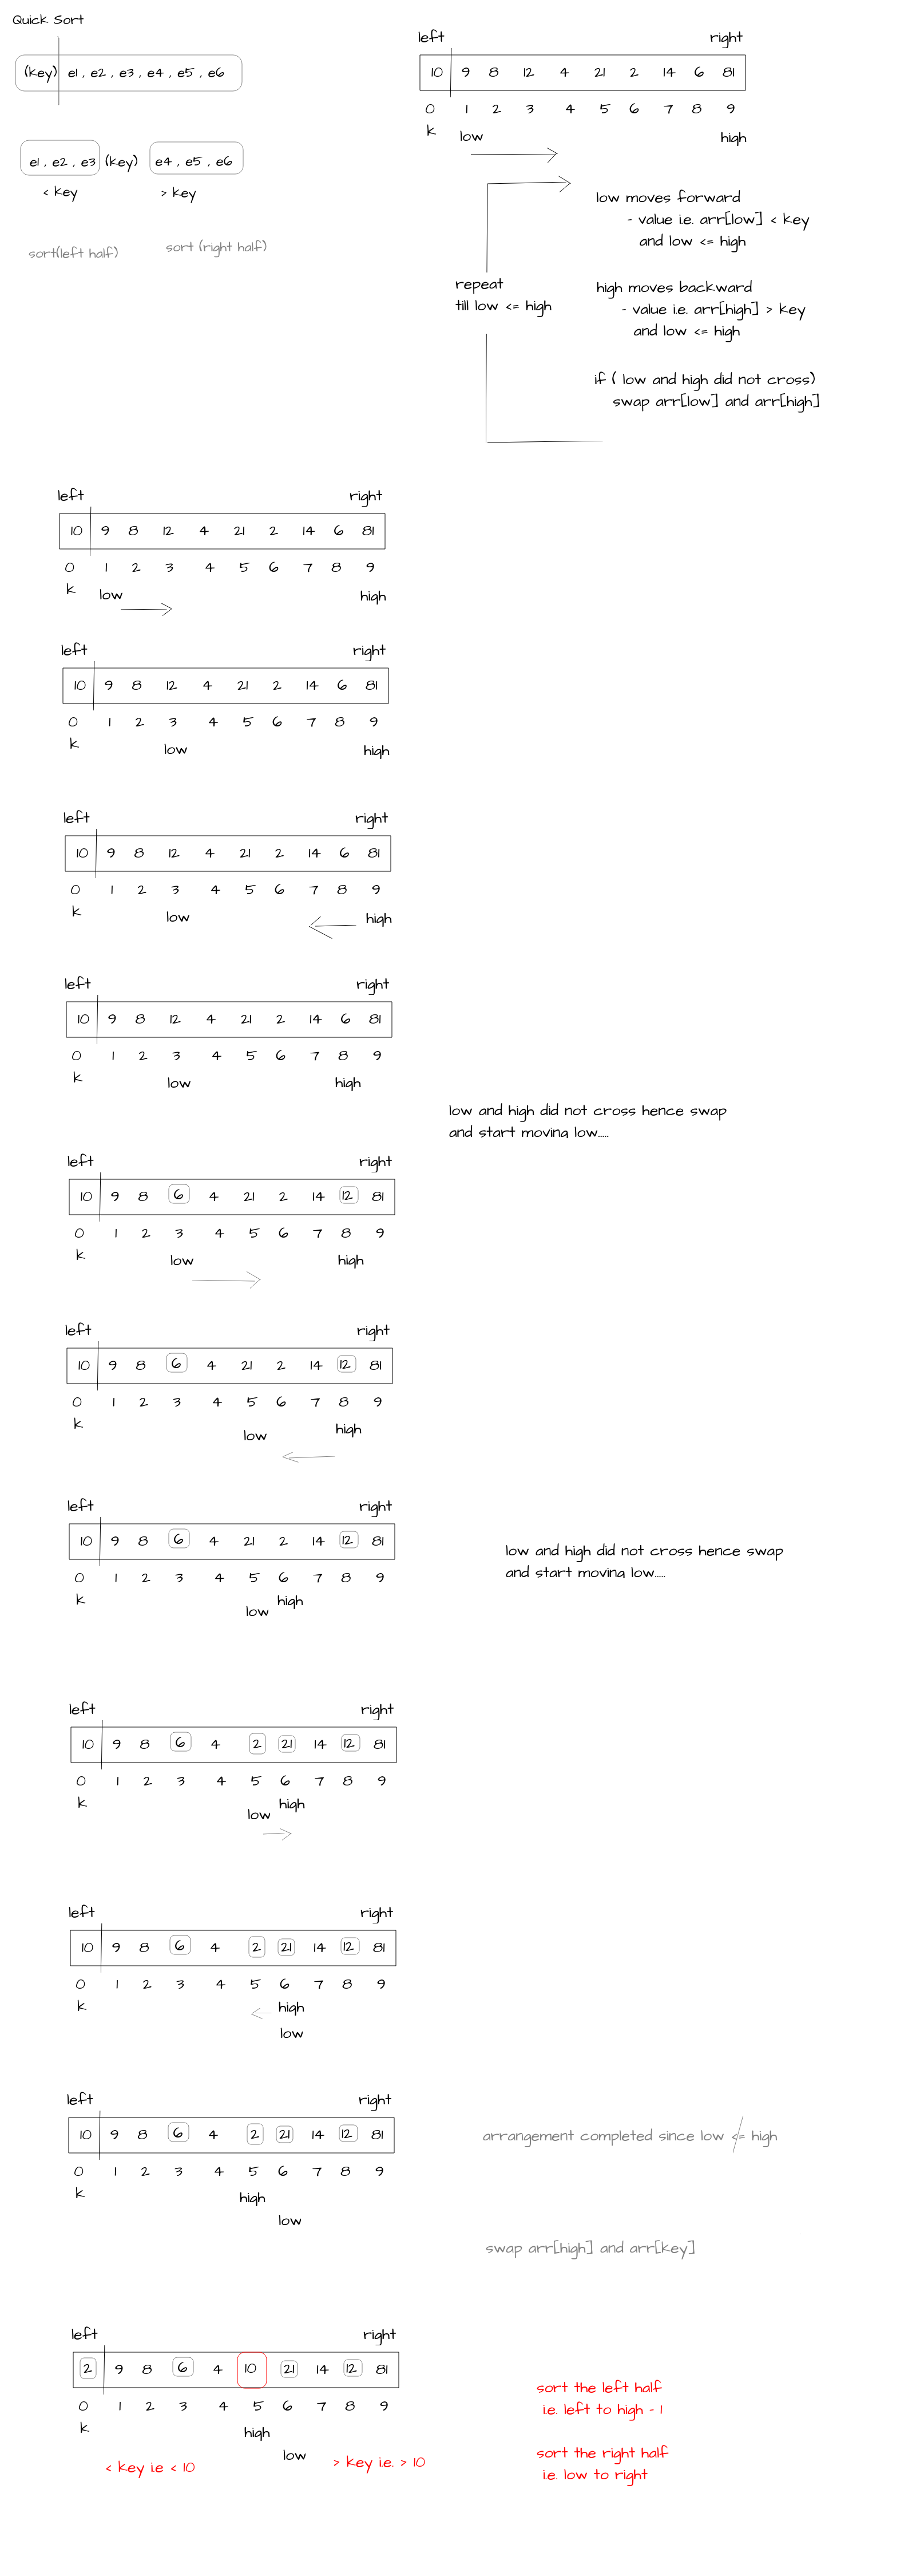 Quick Sort
(key) e1 , e2 , e3 , e4 , e5 , e6
e1 , e2 , e3 (key) e4 , e5 , e6
< key > key
sort(left half) sort (right half)
left right
10 9 8 12 4 21 2 14 6 81
0 1 2 3 4 5 6 7 8 9
k low high
low moves forward
- value i.e. arr[low] < key
and low <= high
repeat
till low <= high
high moves backward
- value i.e. arr[high] > key
and low <= high
if ( low and high did not cross)
swap arr[low] and arr[high]
left right
10 9 8 12 4 21 2 14 6 81
0 1 2 3 4 5 6 7 8 9
k low high
left right
10 9 8 12 4 21 2 14 6 81
0 1 2 3 4 5 6 7 8 9
k low high
left right
10 9 8 12 4 21 2 14 6 81
0 1 2 3 4 5 6 7 8 9
k low high
left right
10 9 8 12 4 21 2 14 6 81
0 1 2 3 4 5 6 7 8 9
k low high
low and high did not cross hence swap
and start moving low.....
left right
10 9 8 6 4 21 2 14 12 81
0 1 2 3 4 5 6 7 8 9
k low high
left right
10 9 8 6 4 21 2 14 12 81
0 1 2 3 4 5 6 7 8 9
k low high
left right
10 9 8 6 4 21 2 14 12 81
0 1 2 3 4 5 6 7 8 9
k low high
low and high did not cross hence swap
and start moving low.....
left right
10 9 8 6 4 2 21 14 12 81
0 1 2 3 4 5 6 7 8 9
k low high
left right
10 9 8 6 4 2 21 14 12 81
0 1 2 3 4 5 6 7 8 9
k high
low
left right
10 9 8 6 4 2 21 14 12 81
0 1 2 3 4 5 6 7 8 9
k high
low
arrangement completed since low <= high
swap arr[high] and arr[key]
left right
2 9 8 6 4 10 21 14 12 81
0 1 2 3 4 5 6 7 8 9
k high
low
< key i.e < 10 > key i.e. > 10
sort the left half
i.e. left to high - 1
sort the right half
i.e. low to right